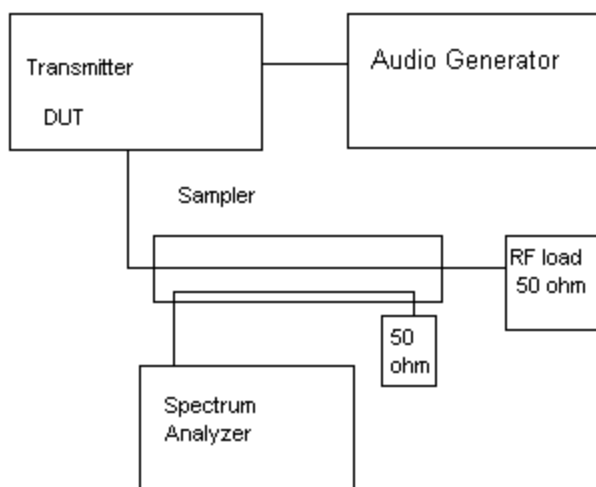 Transmitter
DUT
Audio Generator
Sampler
RF load
50 ohm
50
ohm
Spectrum
Analyzer